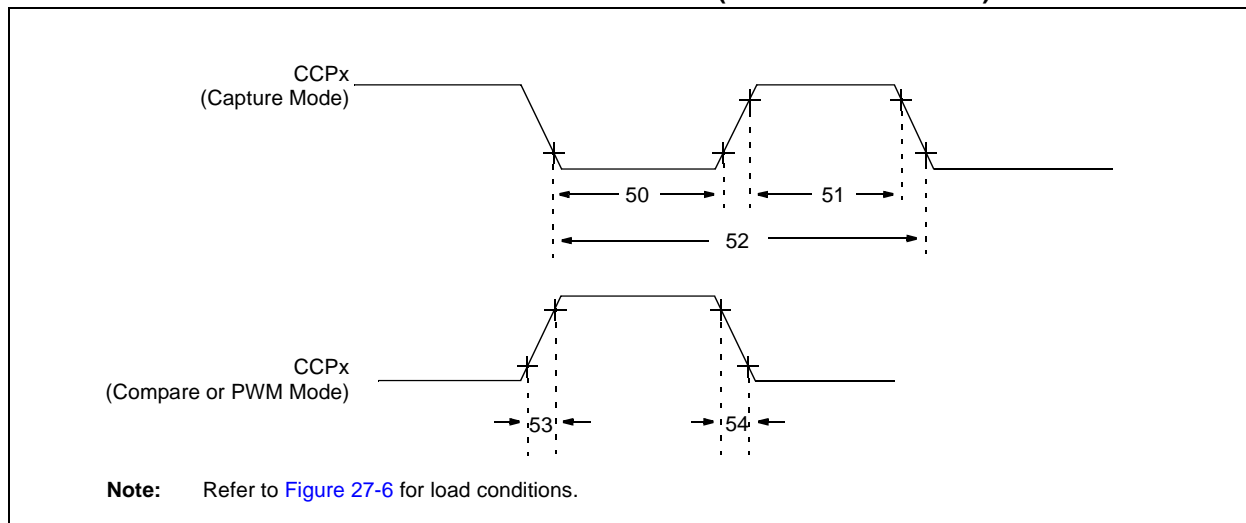 CCPx
(Capture Mode)
50
51
52
CCPx
(Compare or PWM Mode)
53
54
Note: Refer to Figure 27-6 for load conditions.